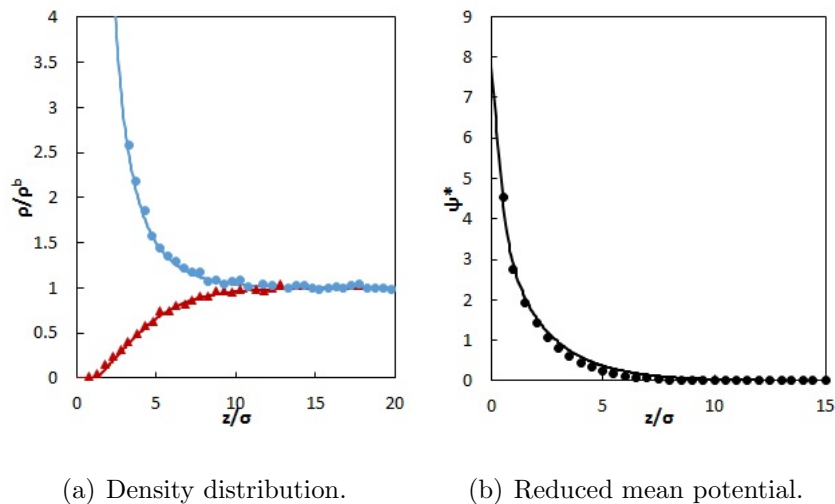 4
3.5
3
2.5
2
1.5
1
0.5
0
ρ/ρᵇ
0 5 10 15 20
z/σ
9
8
7
6
5
4
3
2
1
0
ψ*
0 5 10 15
z/σ
(a) Density distribution.
(b) Reduced mean potential.